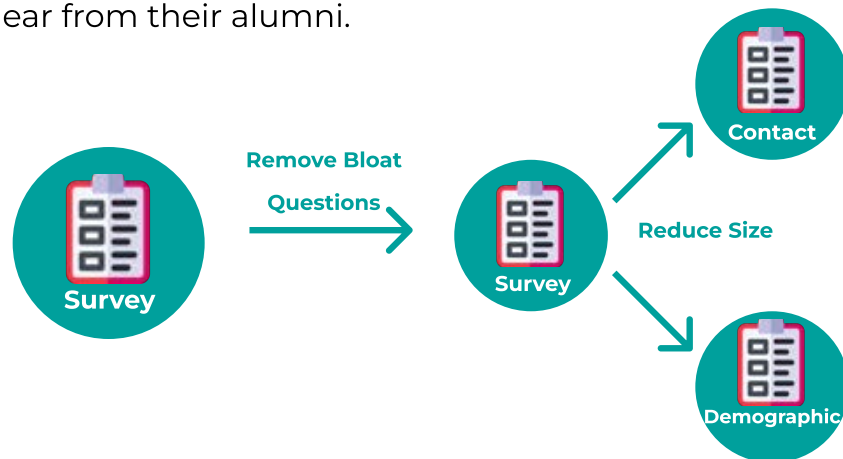 ear from their alumni.
Remove Bloat
Questions
Survey
Survey
Reduce Size
Contact
Demographic